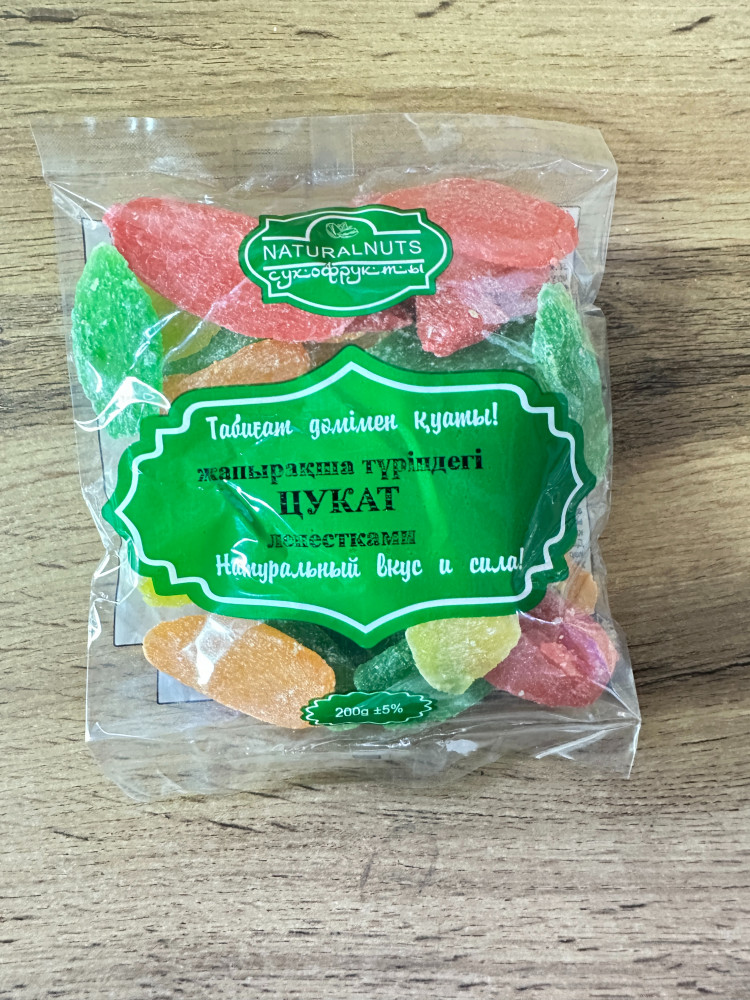 NATURALNUTS
сухофрукты
Табиғат дәмімен қуаты!
жапырақша түріндегі
ЦУКАТ
лепестками
Натуральный вкус и сила!
200g ±5%